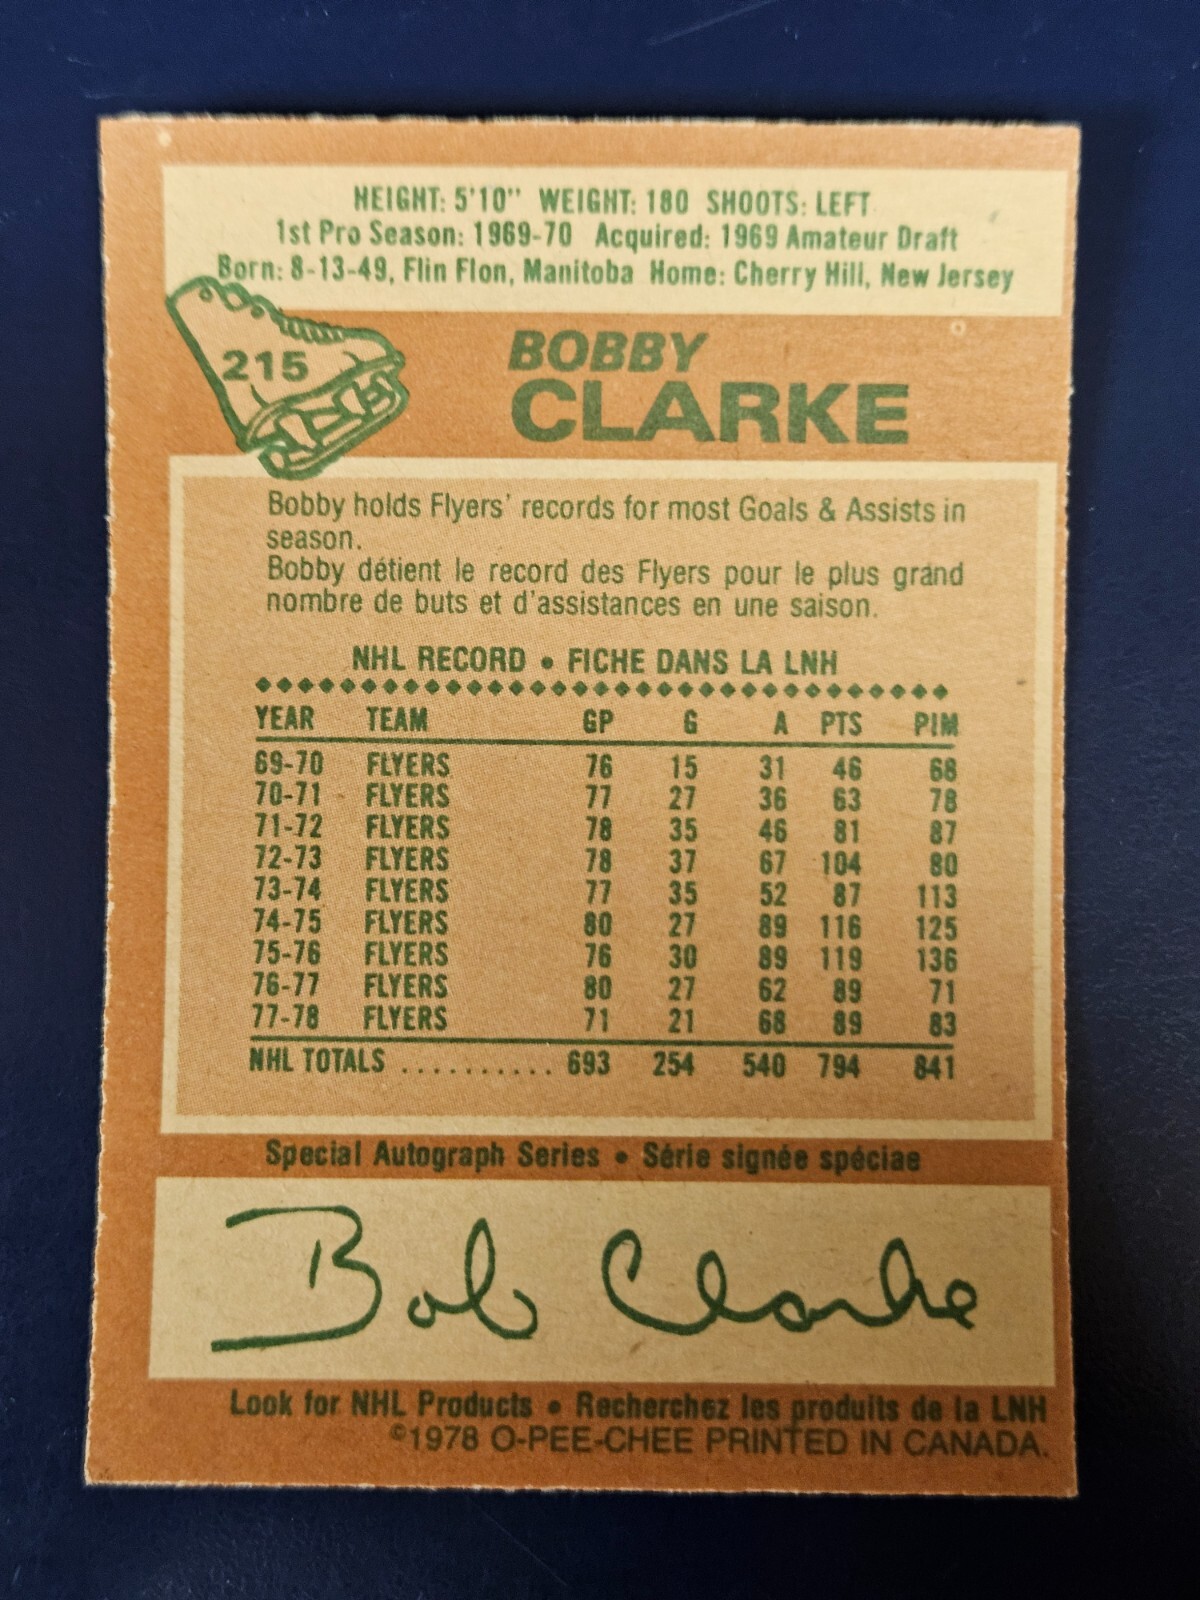 HEIGHT: 5'10" WEIGHT: 180 SHOOTS: LEFT
1st Pro Season: 1969-70 Acquired: 1969 Amateur Draft
Born: 8-13-49, Flin Flon, Manitoba Home: Cherry Hill, New Jersey
215
BOBBY
CLARKE
Bobby holds Flyers' records for most Goals & Assists in
season.
Bobby détient le record des Flyers pour le plus grand
nombre de buts et d'assistances en une saison.
NHL RECORD • FICHE DANS LA LNH
YEAR TEAM GP G A PTS PIM
69-70 FLYERS 76 15 31 46 68
70-71 FLYERS 77 27 36 63 78
71-72 FLYERS 78 35 46 81 87
72-73 FLYERS 78 37 67 104 80
73-74 FLYERS 77 35 52 87 113
74-75 FLYERS 80 27 89 116 125
75-76 FLYERS 76 30 89 119 136
76-77 FLYERS 80 27 62 89 71
77-78 FLYERS 71 21 68 89 83
NHL TOTALS .......... 693 254 540 794 841
Special Autograph Series • Série signée spéciae
Bob Clarke
Look for NHL Products • Recherchez les produits de la LNH
©1978 O-PEE-CHEE PRINTED IN CANADA.